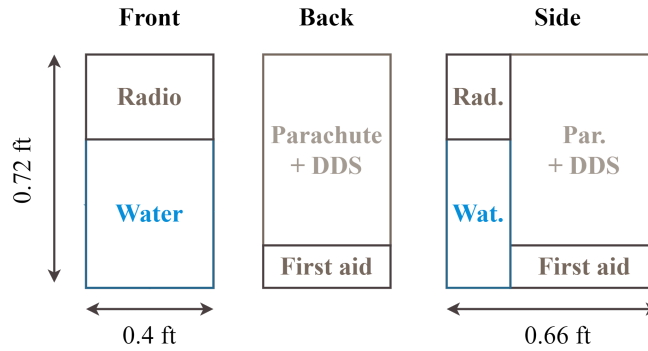 Front
Back
Side
Radio
Water
0.72 ft
0.4 ft
Parachute
+ DDS
First aid
Rad.
Wat.
Par.
+ DDS
First aid
0.66 ft